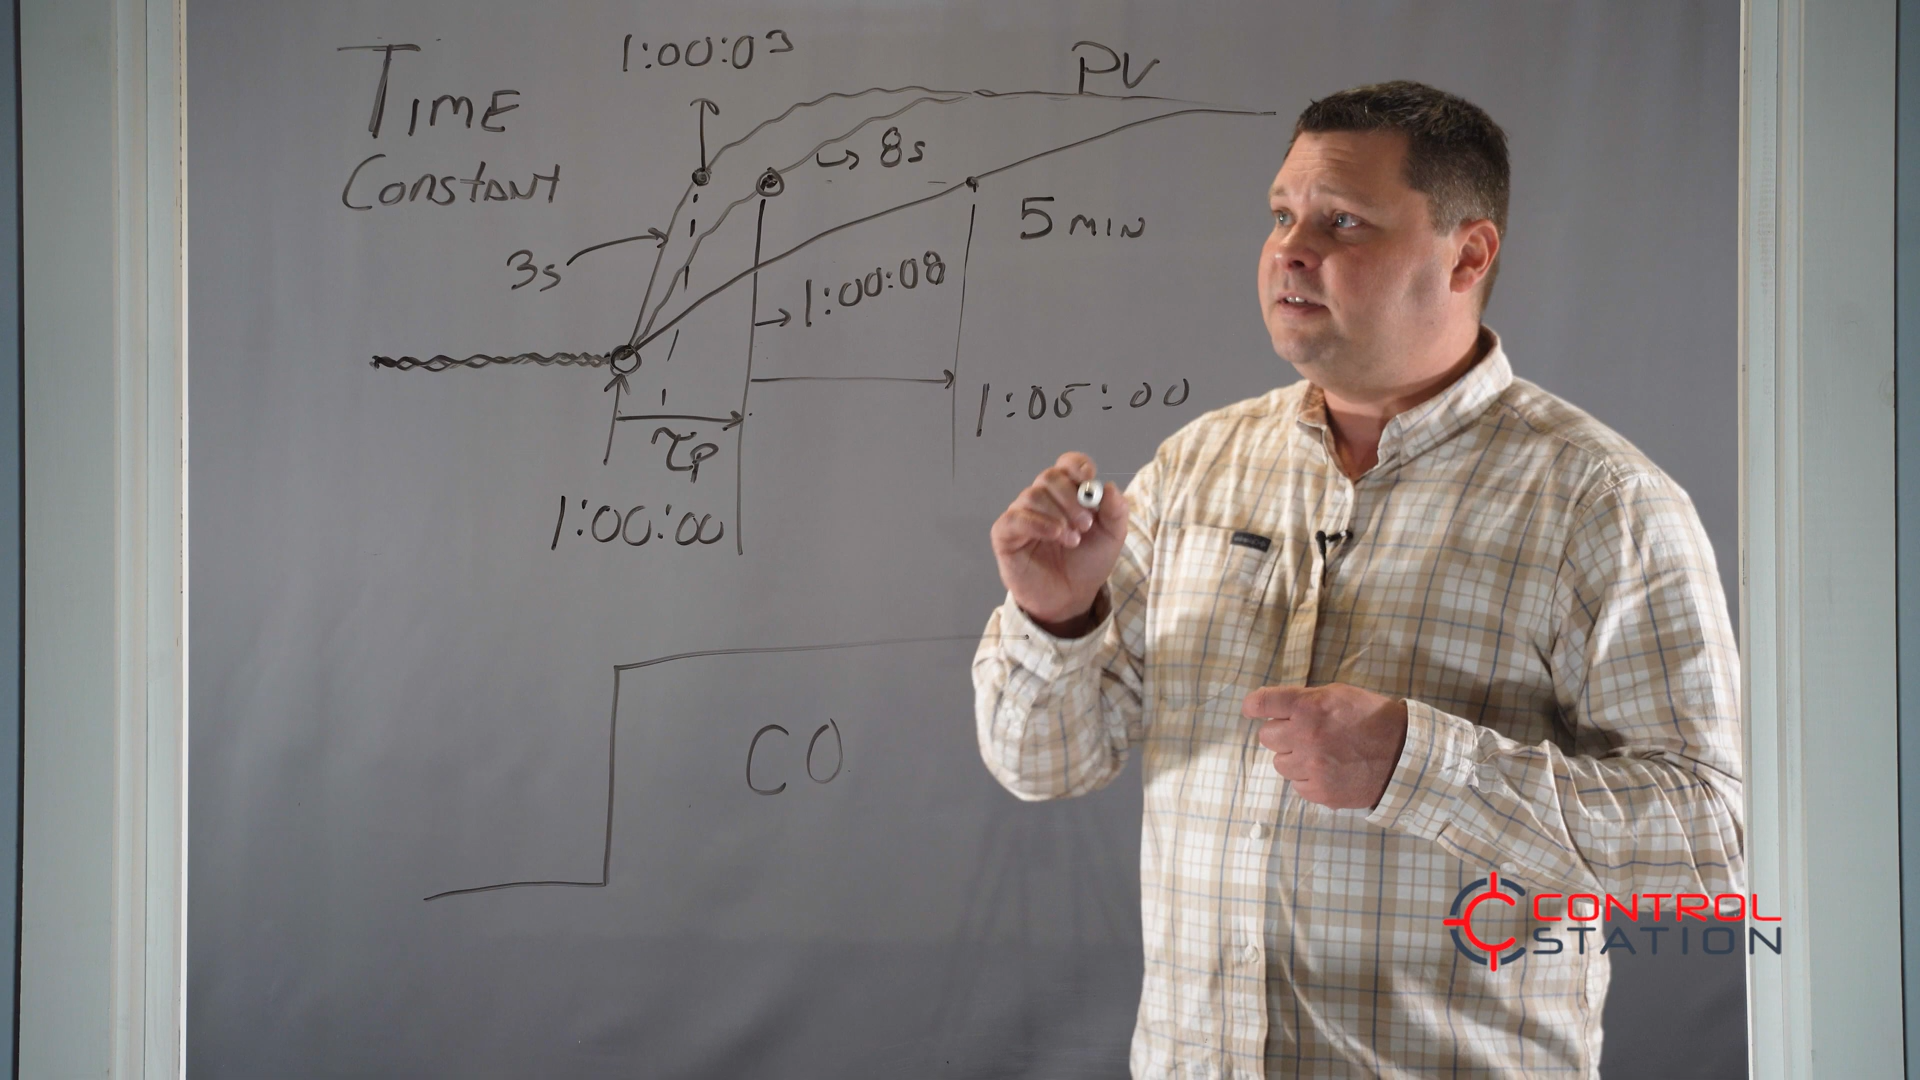 TIME
CONSTANT
1:00:03
PV
8s
3s
5 MIN
1:00:08
1:05:00
τp
1:00:00
CO
CONTROL
STATION